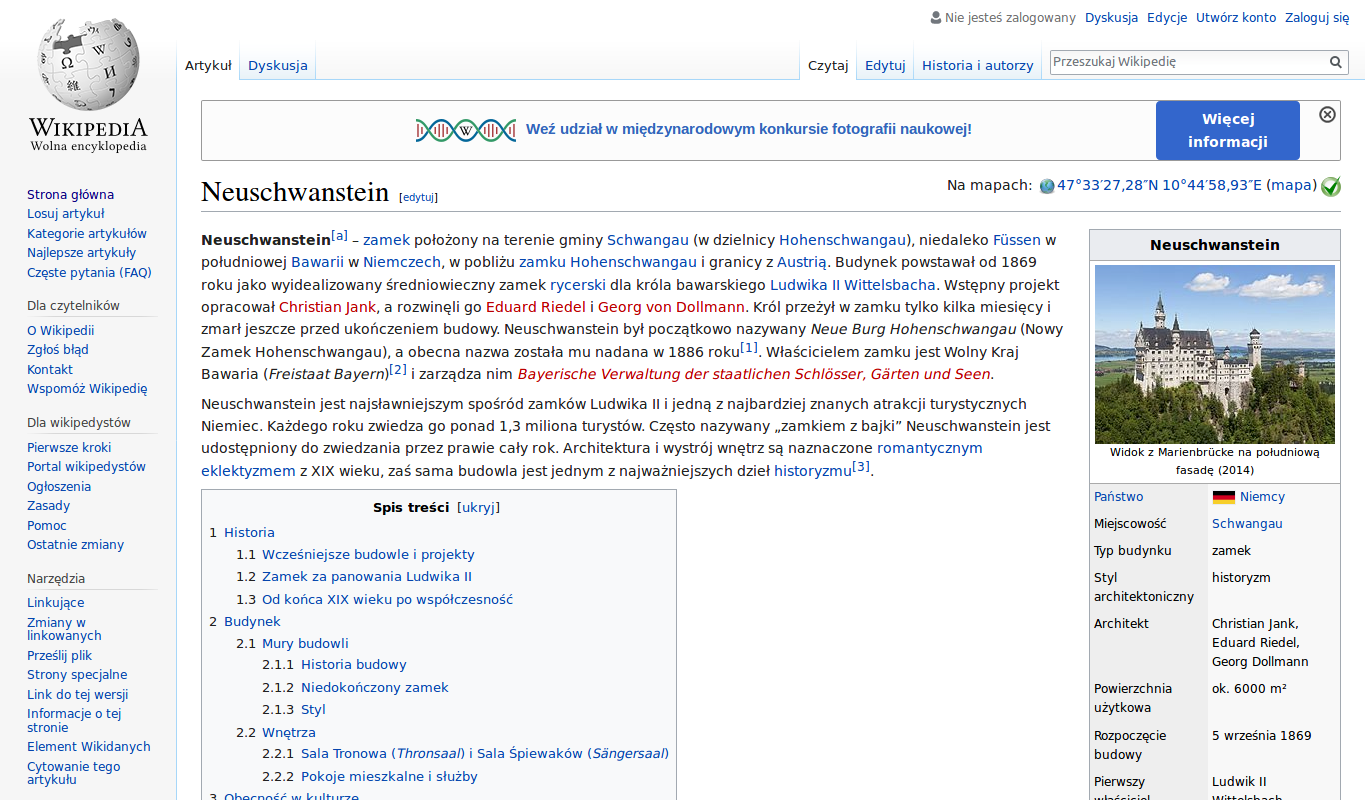 Nie jesteś zalogowany Dyskusja Edycje Utwórz konto Zaloguj się
Artykuł Dyskusja Czytaj Edytuj Historia i autorzy Przeszukaj Wikipedię
WIKIPEDIA
Wolna encyklopedia
Strona główna
Losuj artykuł
Kategorie artykułów
Najlepsze artykuły
Częste pytania (FAQ)
Dla czytelników
O Wikipedii
Zgłoś błąd
Kontakt
Wspomóż Wikipedię
Dla wikipedystów
Pierwsze kroki
Portal wikipedystów
Ogłoszenia
Zasady
Pomoc
Ostatnie zmiany
Narzędzia
Linkujące
Zmiany w
linkowanych
Prześlij plik
Strony specjalne
Link do tej wersji
Informacje o tej
stronie
Element Wikidanych
Cytowanie tego
artykułu
Weź udział w międzynarodowym konkursie fotografii naukowej!
Więcej
informacji
Neuschwanstein [edytuj]
Na mapach: 47°33′27,28″N 10°44′58,93″E (mapa)
Neuschwanstein[a] – zamek położony na terenie gminy Schwangau (w dzielnicy Hohenschwangau), niedaleko Füssen w
południowej Bawarii w Niemczech, w pobliżu zamku Hohenschwangau i granicy z Austrią. Budynek powstawał od 1869
roku jako wyidealizowany średniowieczny zamek rycerski dla króla bawarskiego Ludwika II Wittelsbacha. Wstępny projekt
opracował Christian Jank, a rozwinęli go Eduard Riedel i Georg von Dollmann. Król przeżył w zamku tylko kilka miesięcy i
zmarł jeszcze przed ukończeniem budowy. Neuschwanstein był początkowo nazywany Neue Burg Hohenschwangau (Nowy
Zamek Hohenschwangau), a obecna nazwa została mu nadana w 1886 roku[1]. Właścicielem zamku jest Wolny Kraj
Bawaria (Freistaat Bayern)[2] i zarządza nim Bayerische Verwaltung der staatlichen Schlösser, Gärten und Seen.
Neuschwanstein jest najsławniejszym spośród zamków Ludwika II i jedną z najbardziej znanych atrakcji turystycznych
Niemiec. Każdego roku zwiedza go ponad 1,3 miliona turystów. Często nazywany „zamkiem z bajki” Neuschwanstein jest
udostępniony do zwiedzania przez prawie cały rok. Architektura i wystrój wnętrz są naznaczone romantycznym
eklektyzmem z XIX wieku, zaś sama budowla jest jednym z najważniejszych dzieł historyzmu[3].
Spis treści [ukryj]
1 Historia
1.1 Wcześniejsze budowle i projekty
1.2 Zamek za panowania Ludwika II
1.3 Od końca XIX wieku po współczesność
2 Budynek
2.1 Mury budowli
2.1.1 Historia budowy
2.1.2 Niedokończony zamek
2.1.3 Styl
2.2 Wnętrza
2.2.1 Sala Tronowa (Thronsaal) i Sala Śpiewaków (Sängersaal)
2.2.2 Pokoje mieszkalne i służby
3 Obecność w kulturze
Neuschwanstein
Widok z Marienbrücke na południową
fasadę (2014)
Państwo Niemcy
Miejscowość Schwangau
Typ budynku zamek
Styl historyzm
architektoniczny
Architekt Christian Jank,
Eduard Riedel,
Georg Dollmann
Powierzchnia ok. 6000 m²
użytkowa
Rozpoczęcie 5 września 1869
budowy
Pierwszy Ludwik II
właściciel Wittelsbach